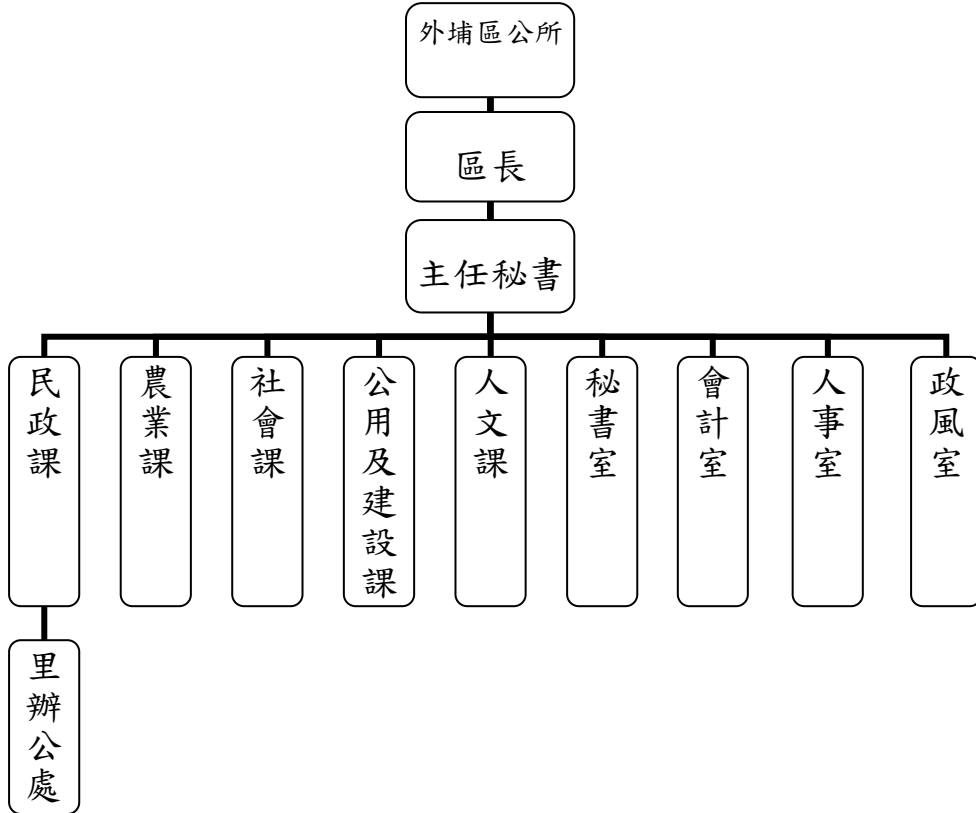 外埔區公所
區長
主任秘書
民政課
農業課
社會課
公用及建設課
人文課
秘書室
會計室
人事室
政風室
里辦公處